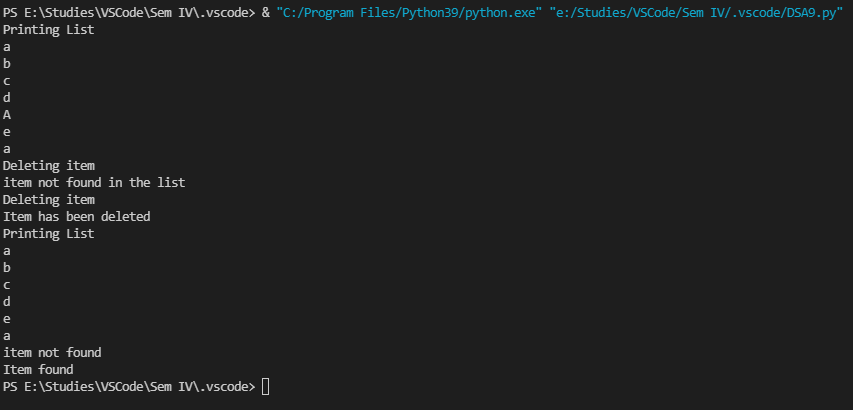 PS E:\Studies\VSCode\Sem IV\.vscode> & "C:/Program Files/Python39/python.exe" "e:/Studies/VSCode/Sem IV/.vscode/DSA9.py"
Printing List
a
b
c
d
A
e
a
Deleting item
item not found in the list
Deleting item
Item has been deleted
Printing List
a
b
c
d
e
a
item not found
Item found
PS E:\Studies\VSCode\Sem IV\.vscode>